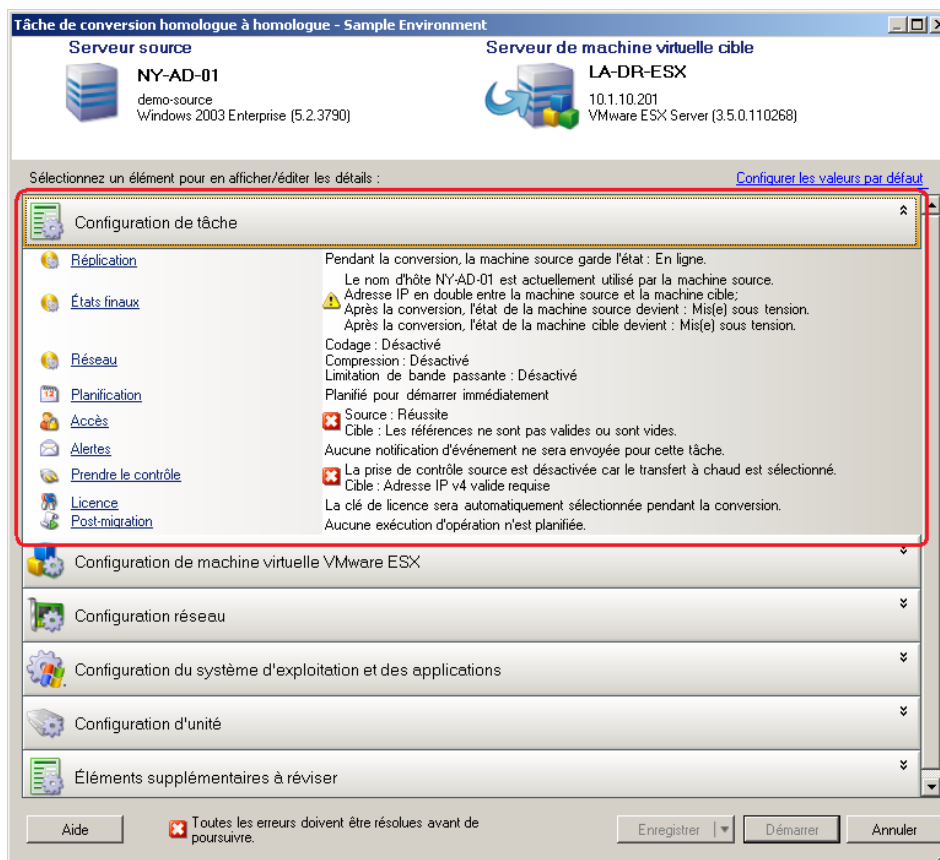 Tâche de conversion homologue à homologue - Sample Environment
Serveur source
NY-AD-01
demo-source
Windows 2003 Enterprise (5.2.3790)
Serveur de machine virtuelle cible
LA-DR-ESX
10.1.10.201
VMware ESX Server (3.5.0.110268)
Sélectionnez un élément pour en afficher/éditer les détails :
Configurer les valeurs par défaut
Configuration de tâche
Réplication
Pendant la conversion, la machine source garde l'état : En ligne.
États finaux
Le nom d'hôte NY-AD-01 est actuellement utilisé par la machine source.
Adresse IP en double entre la machine source et la machine cible;
Après la conversion, l'état de la machine source devient : Mis(e) sous tension.
Après la conversion, l'état de la machine cible devient : Mis(e) sous tension.
Réseau
Codage : Désactivé
Compression : Désactivé
Limitation de bande passante : Désactivé
Planification
Planifié pour démarrer immédiatement
Accès
Source : Réussite
Cible : Les références ne sont pas valides ou sont vides.
Alertes
Aucune notification d'événement ne sera envoyée pour cette tâche.
Prendre le contrôle
La prise de contrôle source est désactivée car le transfert à chaud est sélectionné.
Cible : Adresse IP v4 valide requise
Licence
La clé de licence sera automatiquement sélectionnée pendant la conversion.
Post-migration
Aucune exécution d'opération n'est planifiée.
Configuration de machine virtuelle VMware ESX
Configuration réseau
Configuration du système d'exploitation et des applications
Configuration d'unité
Éléments supplémentaires à réviser
Aide
Toutes les erreurs doivent être résolues avant de
poursuivre.
Enregistrer
Démarrer
Annuler